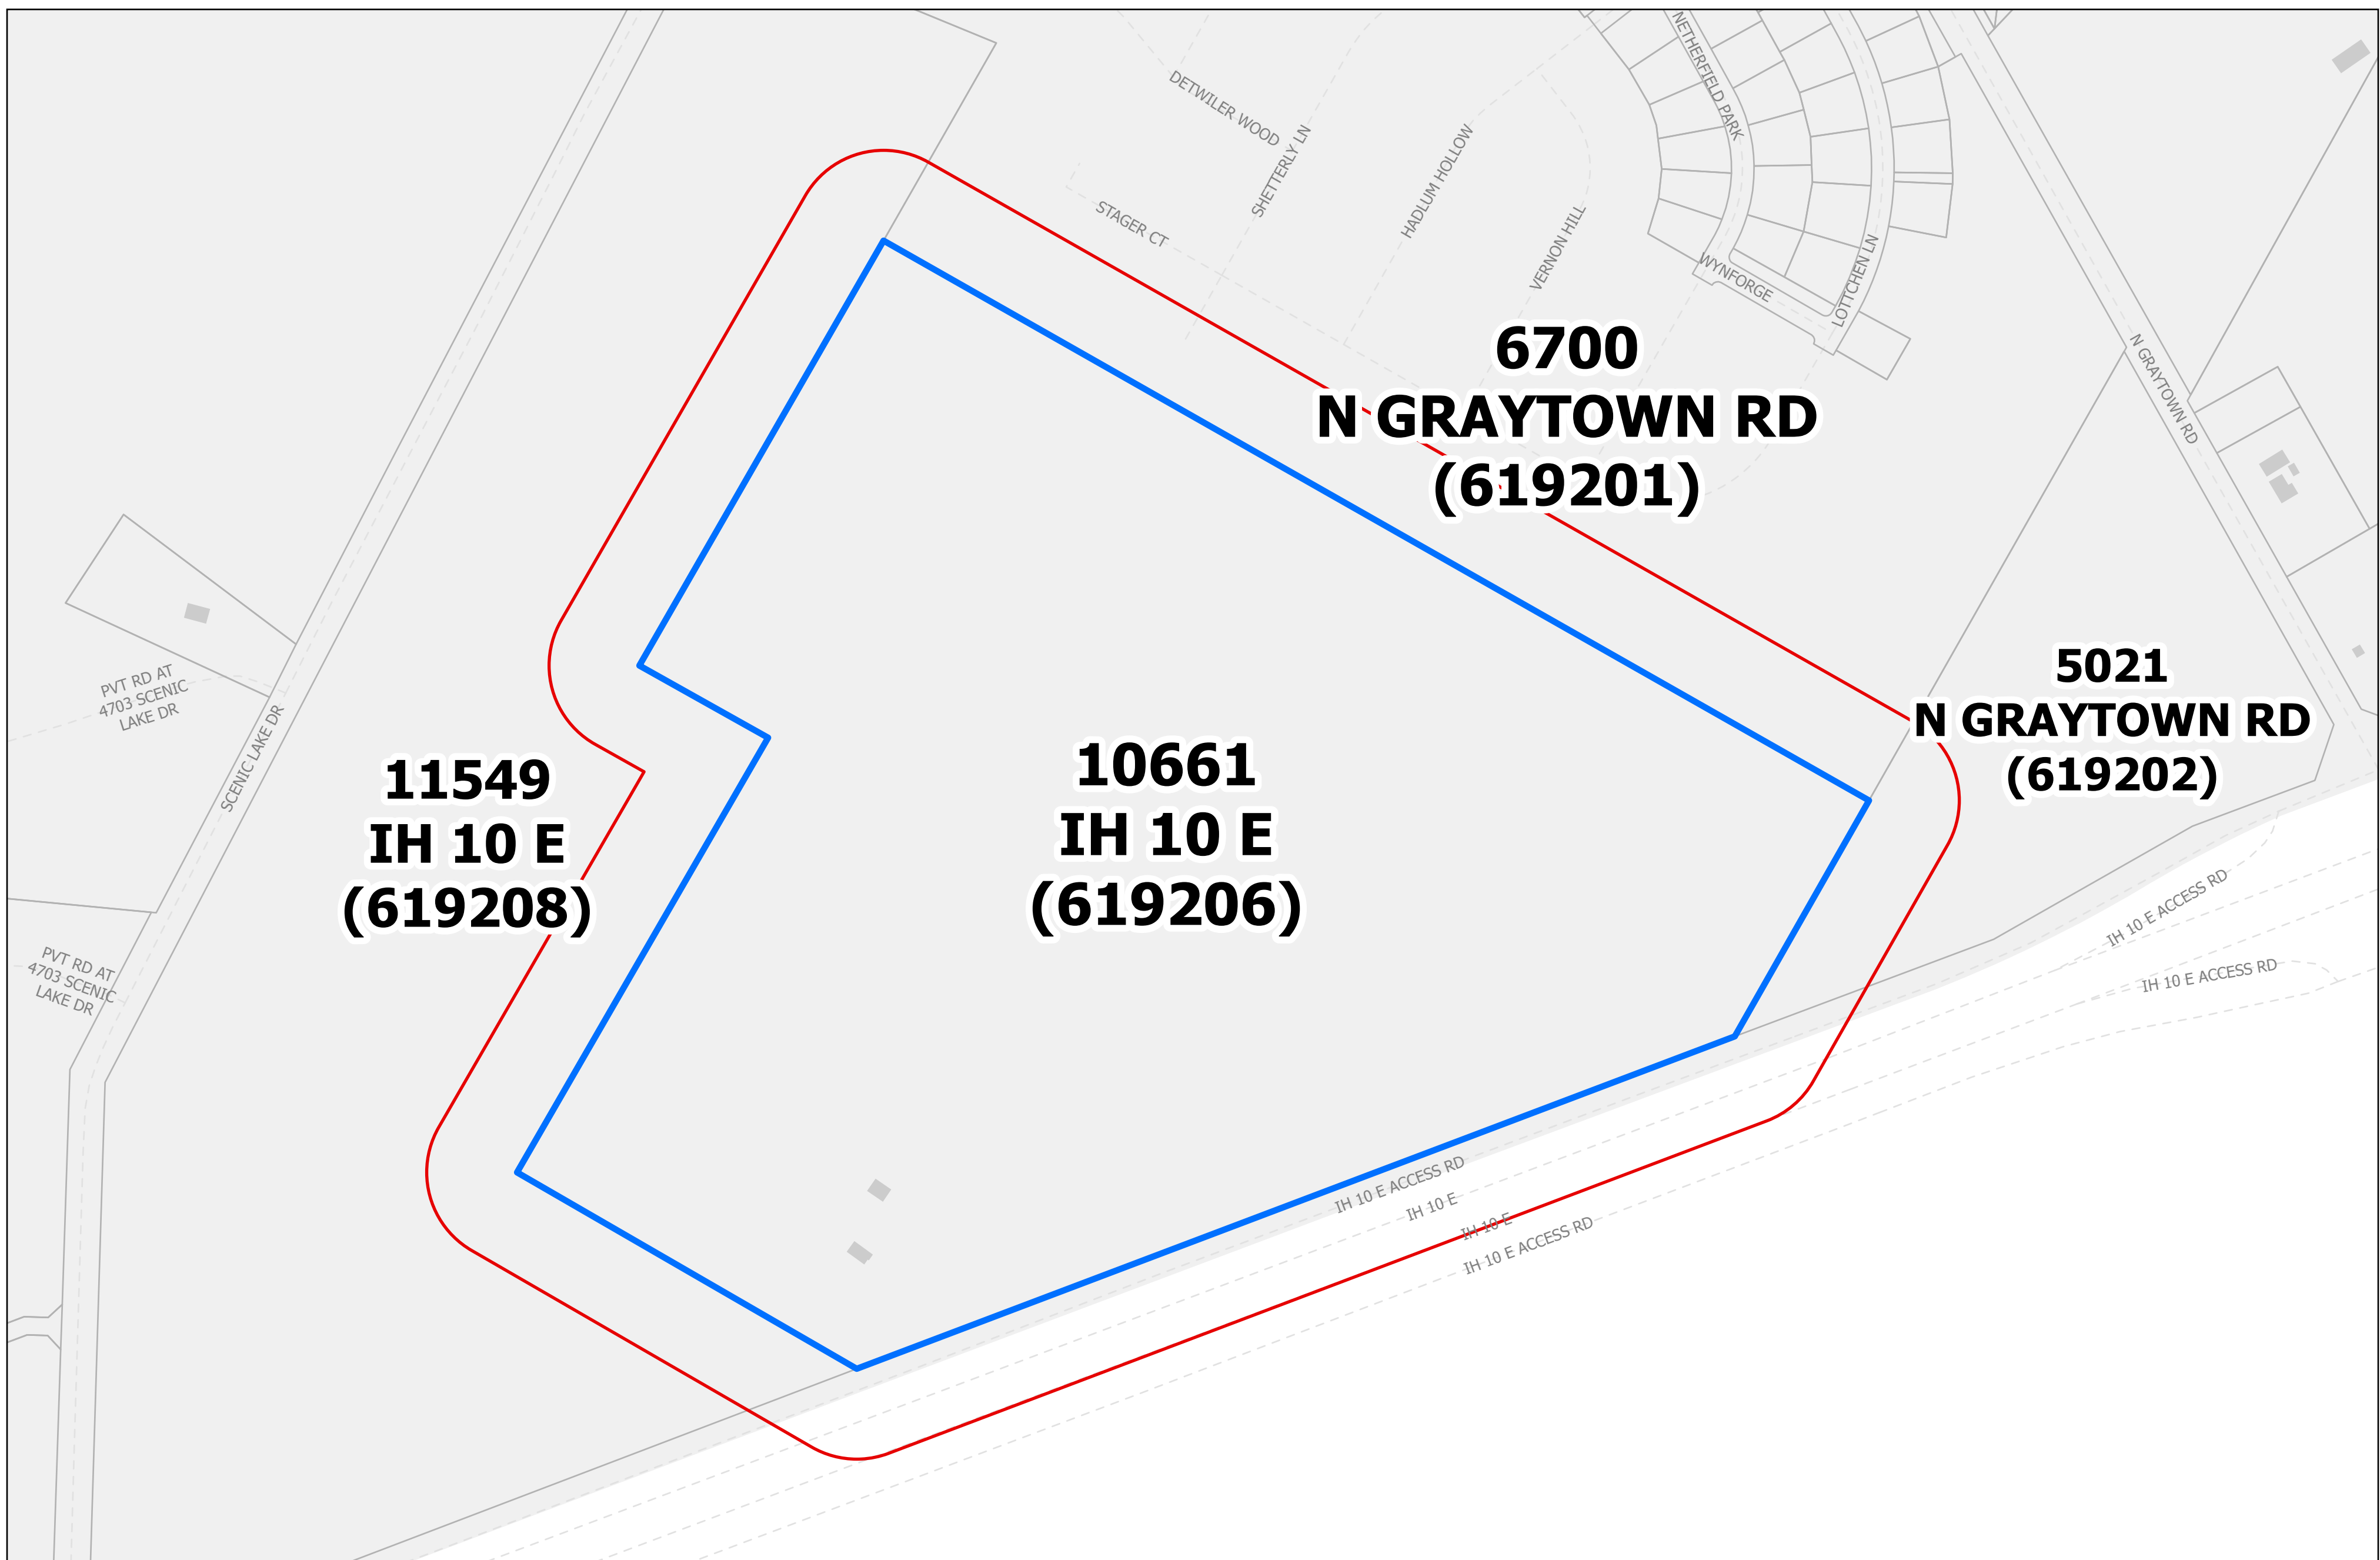 NETHERFIELD PARK
DETWILER WOOD
SHETTERLY LN
HADLUM HOLLOW
STAGER CT
VERNON HILL
WYNFORGE
LOTTCHEN LN
N GRAYTOWN RD
6700
N GRAYTOWN RD
(619201)
5021
N GRAYTOWN RD
(619202)
PVT RD AT
4703 SCENIC
LAKE DR
SCENIC LAKE DR
11549
IH 10 E
(619208)
10661
IH 10 E
(619206)
PVT RD AT
4703 SCENIC
LAKE DR
IH 10 E ACCESS RD
IH 10 E ACCESS RD
IH 10 E ACCESS RD
IH 10 E
IH 10 E
IH 10 E ACCESS RD